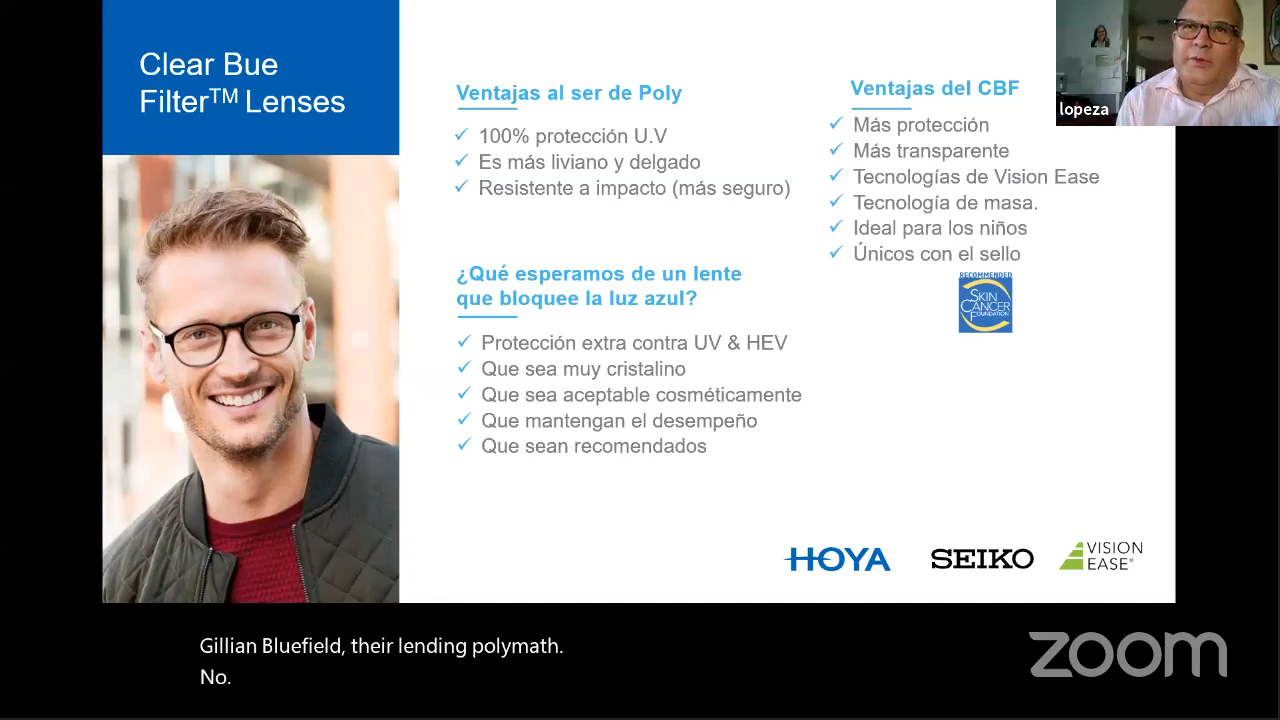 Clear Bue
Filter™ Lenses
Ventajas al ser de Poly
✓ 100% protección U.V
✓ Es más liviano y delgado
✓ Resistente a impacto (más seguro)
¿Qué esperamos de un lente
que bloquee la luz azul?
✓ Protección extra contra UV & HEV
✓ Que sea muy cristalino
✓ Que sea aceptable cosméticamente
✓ Que mantengan el desempeño
✓ Que sean recomendados
Ventajas del CBF
✓ Más protección
✓ Más transparente
✓ Tecnologías de Vision Ease
✓ Tecnología de masa.
✓ Ideal para los niños
✓ Únicos con el sello
RECOMMENDED
SKIN
CANCER
FOUNDATION
lopeza
HOYA
SEIKO
VISION
EASE®
Gillian Bluefield, their lending polymath.
No.
zoom